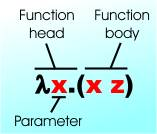 Function Function
head body
λx.(x z)
Parameter